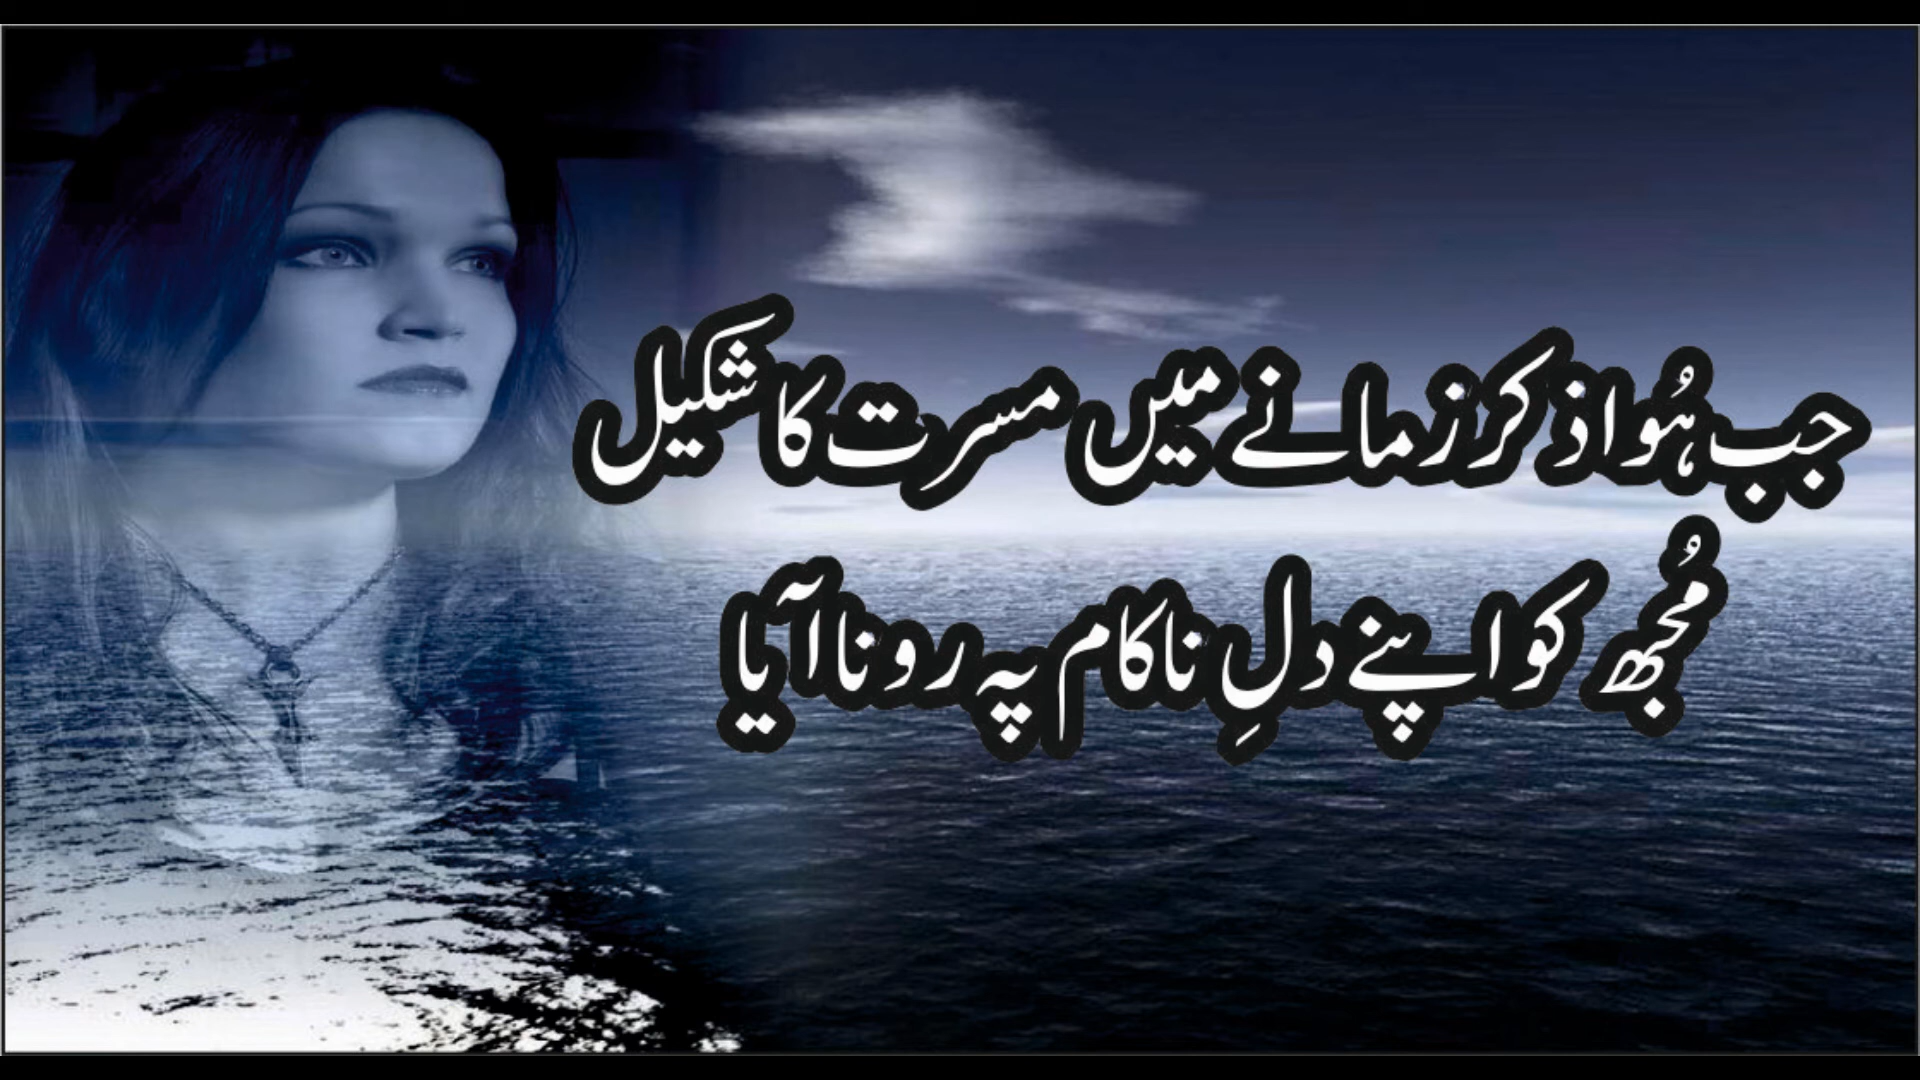 جب ہُوا ذکر زمانے میں مسرت کا شکیل
مُجھ کو اپنے دلِ ناکام پہ رونا آیا